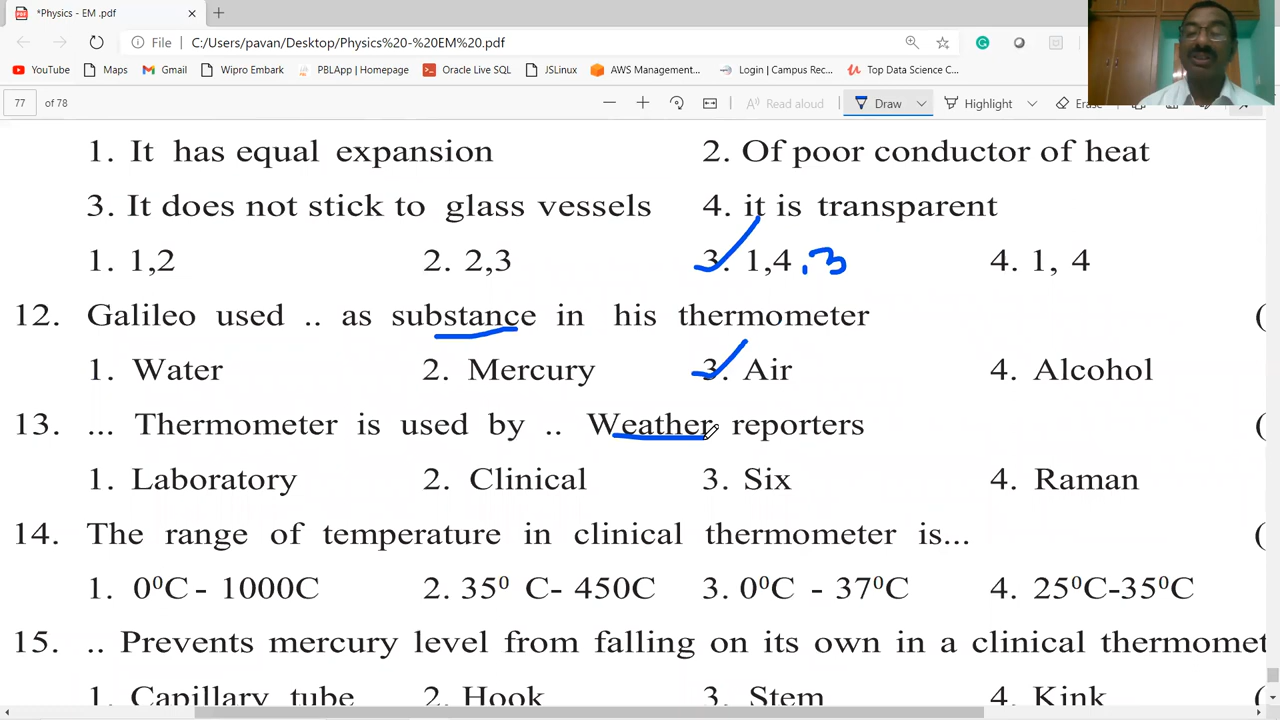 *Physics - EM .pdf
File C:/Users/pavan/Desktop/Physics%20-%20EM%20.pdf
YouTube Maps Gmail Wipro Embark PBLApp | Homepage Oracle Live SQL JSLinux AWS Management... Login | Campus Rec... Top Data Science C...
77 of 78 Read aloud Draw Highlight Erase
1. It has equal expansion 2. Of poor conductor of heat
3. It does not stick to glass vessels 4. it is transparent
1. 1,2 2. 2,3 3. 1,4 ,3 4. 1, 4
12. Galileo used .. as substance in his thermometer (
1. Water 2. Mercury 3. Air 4. Alcohol
13. ... Thermometer is used by .. Weather reporters (
1. Laboratory 2. Clinical 3. Six 4. Raman
14. The range of temperature in clinical thermometer is... (
1. 0⁰C - 1000C 2. 35⁰ C- 450C 3. 0⁰C - 37⁰C 4. 25⁰C-35⁰C
15. .. Prevents mercury level from falling on its own in a clinical thermomet
1. Capillary tube 2. Hook 3. Stem 4. Kink